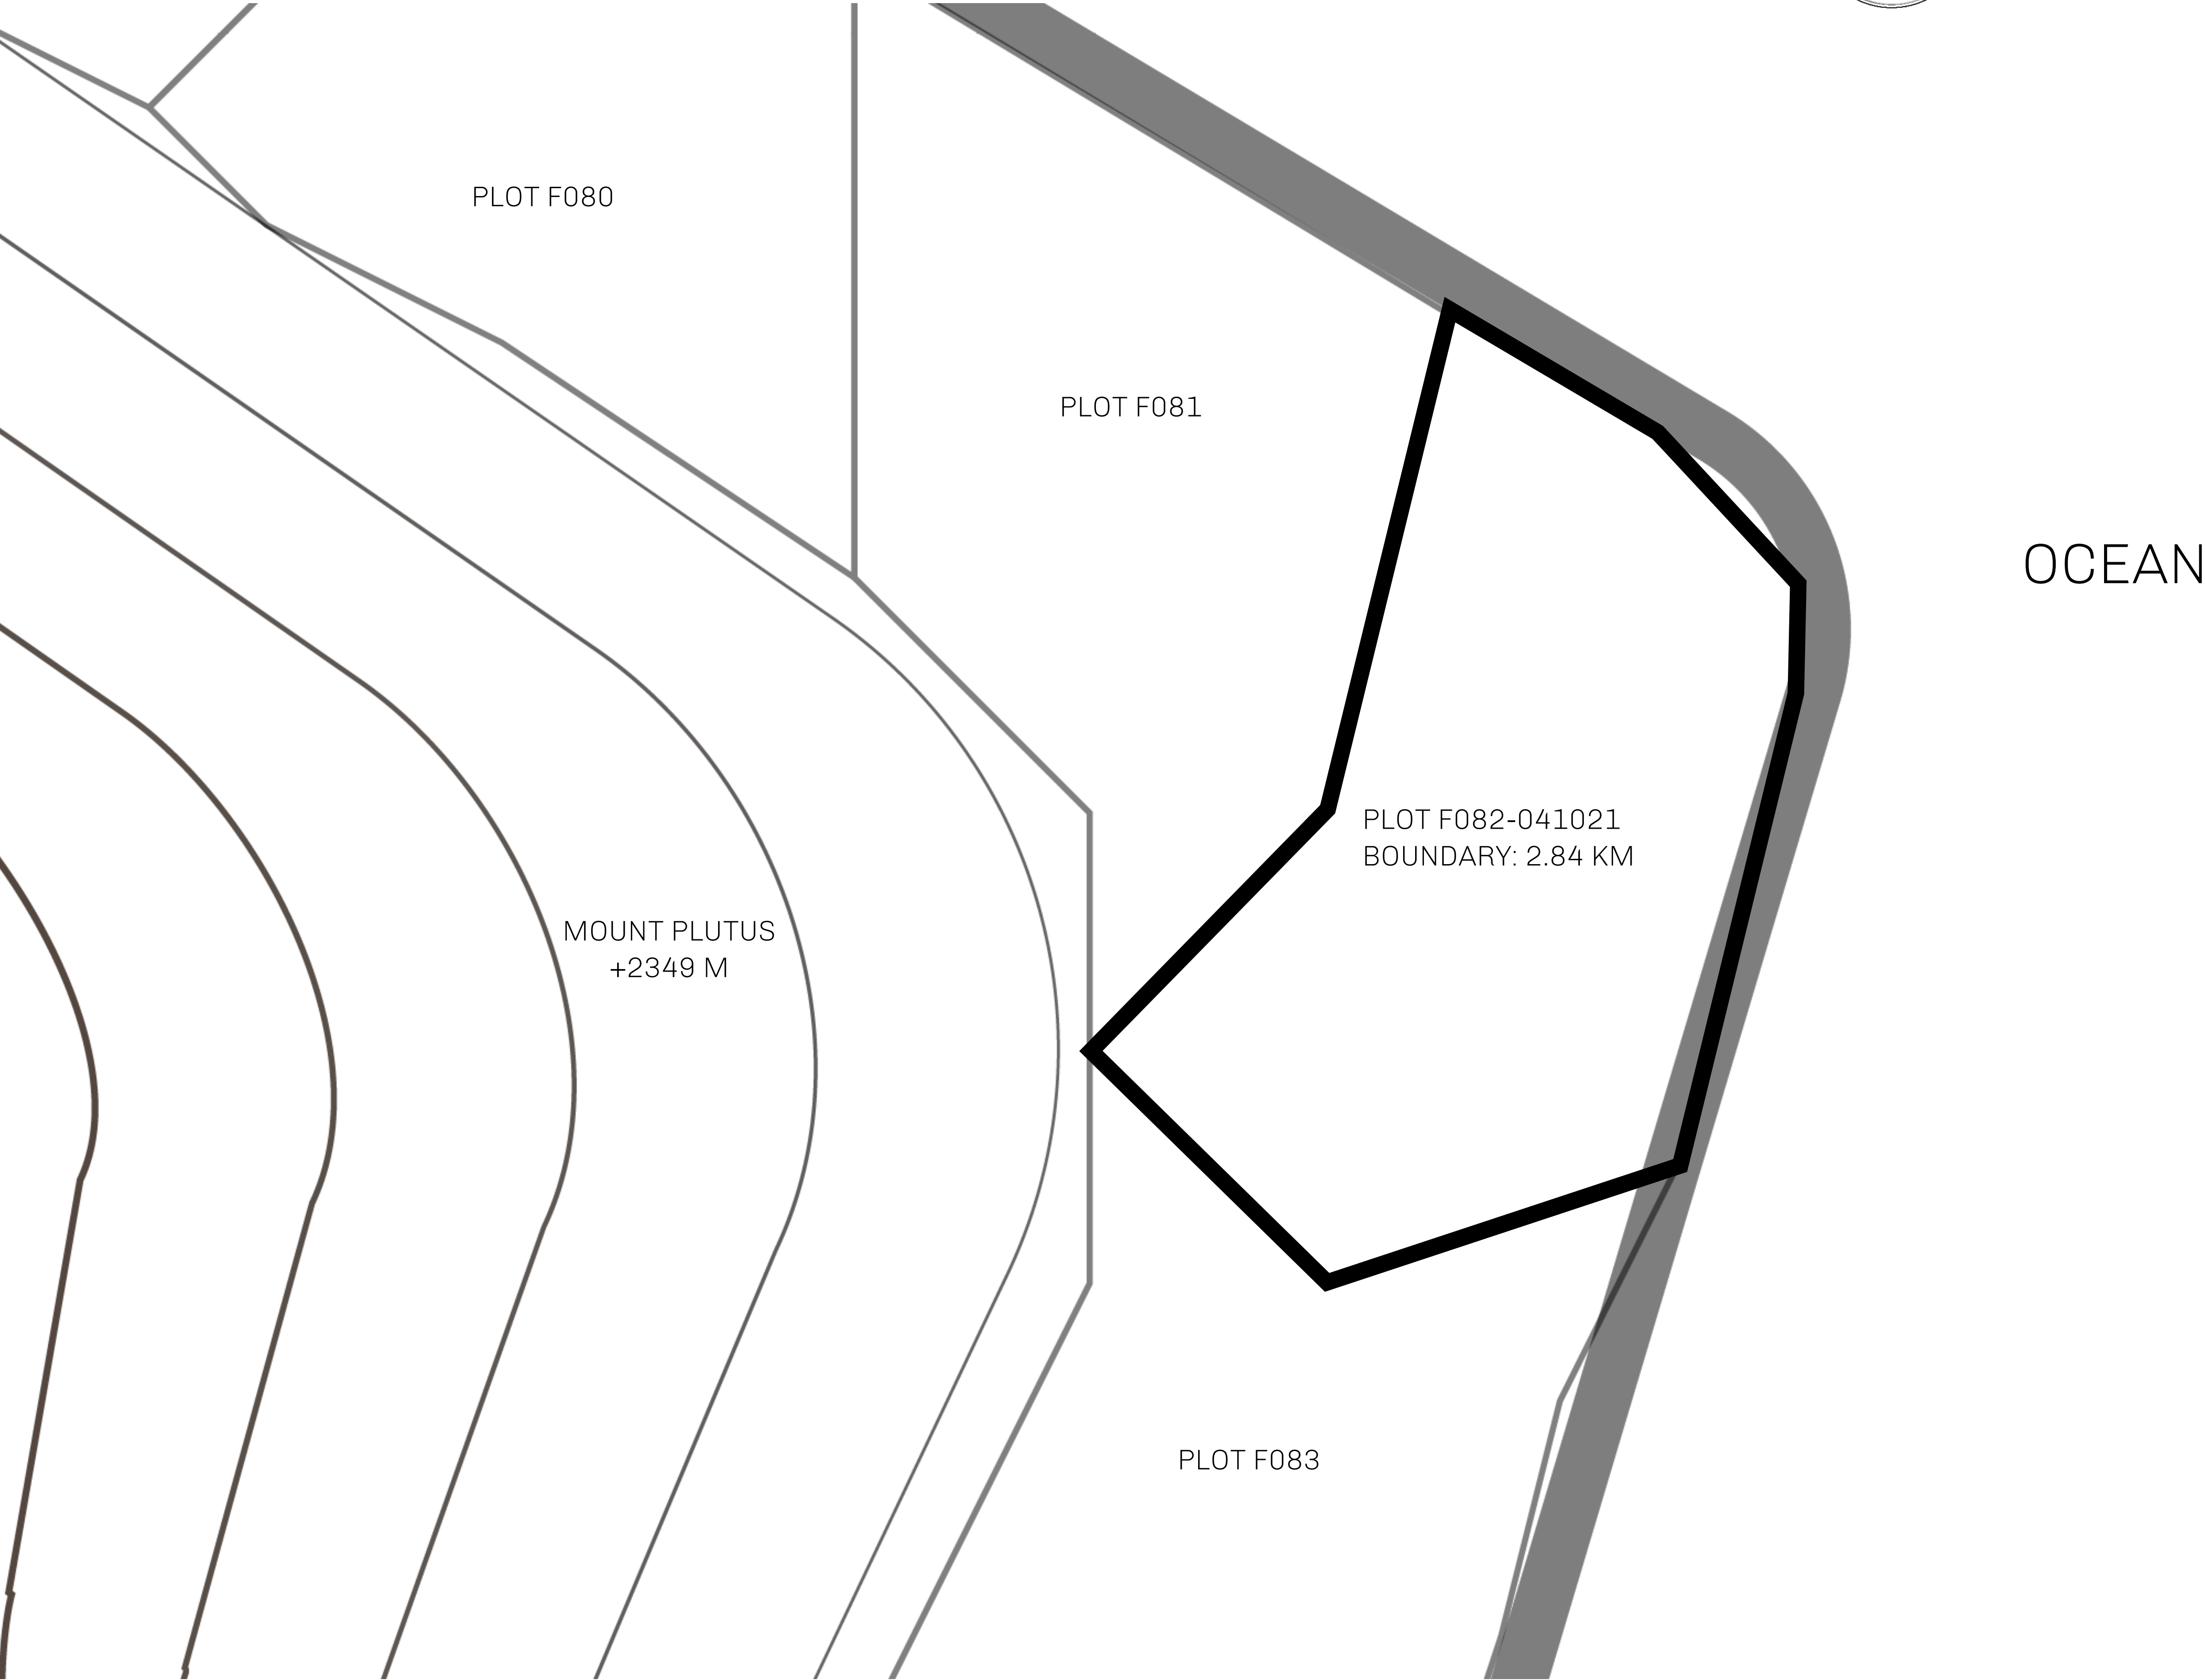 PLOT F080
PLOT F081
OCEAN
PLOT F082-041021
BOUNDARY: 2.84 KM
MOUNT PLUTUS
+2349 M
PLOT F083